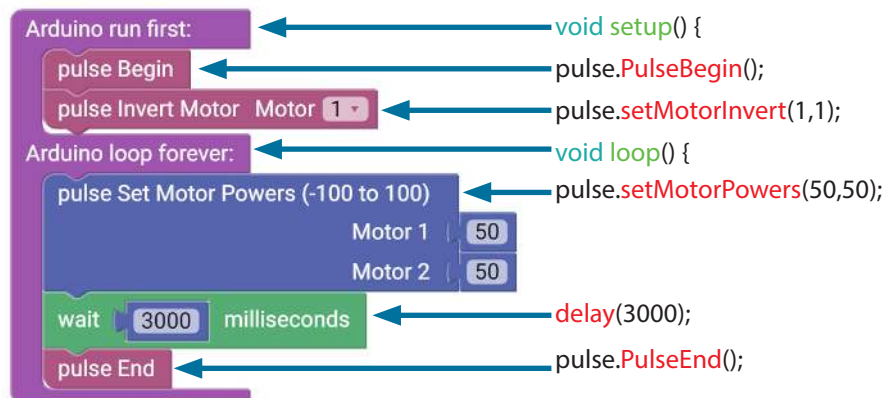 Arduino run first: void setup() {
pulse Begin pulse.PulseBegin();
pulse Invert Motor Motor 1 pulse.setMotorInvert(1,1);
Arduino loop forever: void loop() {
pulse Set Motor Powers (-100 to 100) pulse.setMotorPowers(50,50);
Motor 1 50
Motor 2 50
wait 3000 milliseconds delay(3000);
pulse End pulse.PulseEnd();